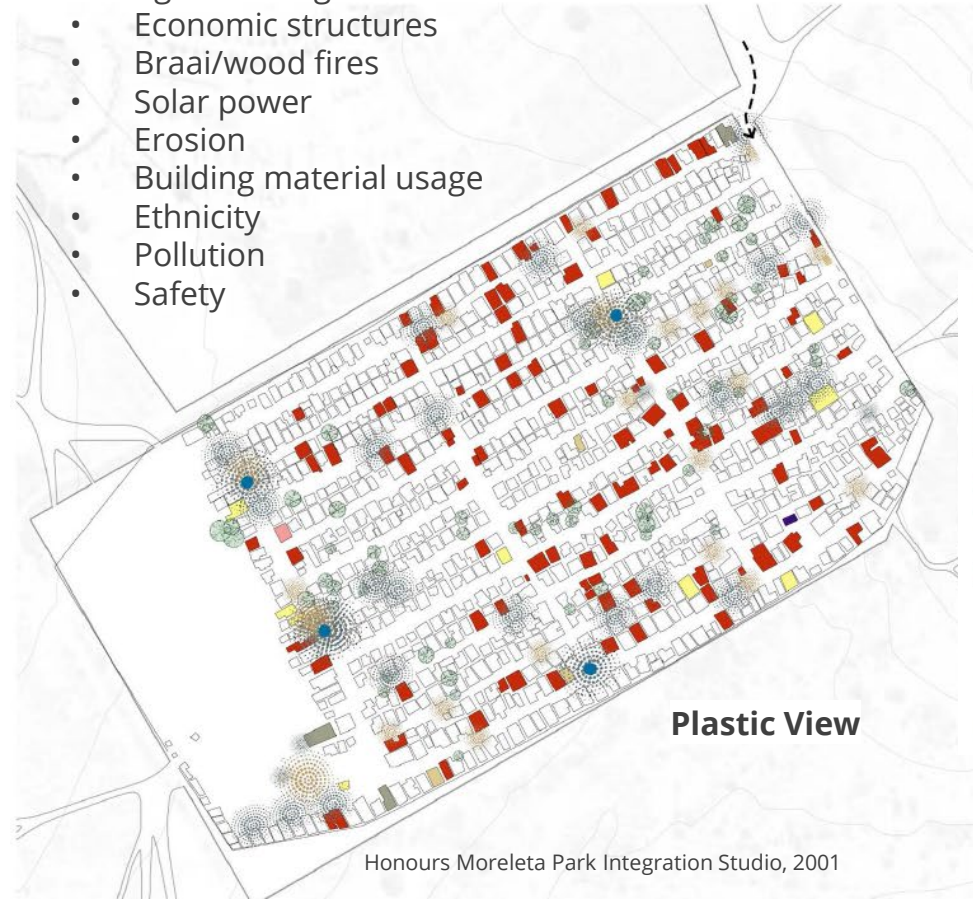 • Economic structures
• Braai/wood fires
• Solar power
• Erosion
• Building material usage
• Ethnicity
• Pollution
• Safety
Plastic View
Honours Moreleta Park Integration Studio, 2001